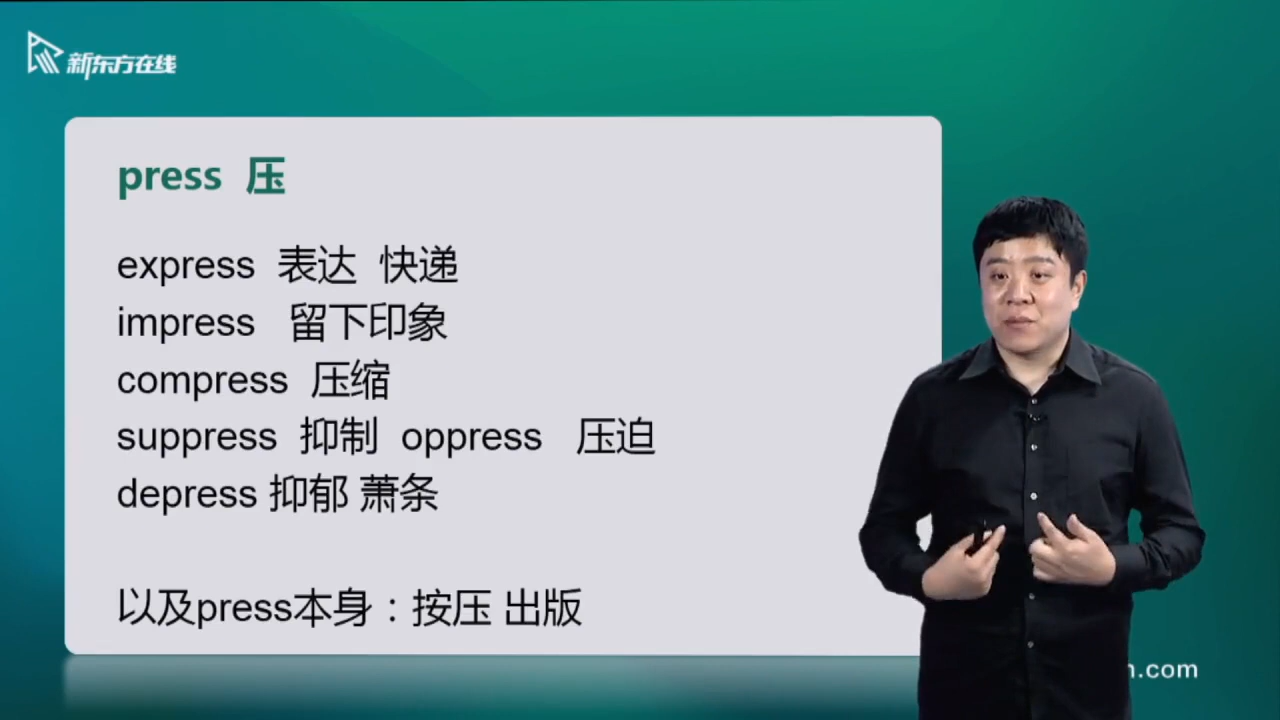 新东方在线
press 压
express 表达 快递
impress 留下印象
compress 压缩
suppress 抑制 oppress 压迫
depress 抑郁 萧条
以及press本身：按压 出版
n.com